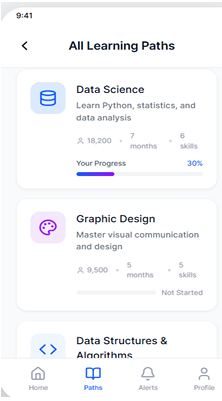 9:41
All Learning Paths
Data Science
Learn Python, statistics, and
data analysis
18,200 • 7 months • 6 skills
Your Progress 30%
Graphic Design
Master visual communication
and design
9,500 • 5 months • 5 skills
Not Started
Data Structures &
Algorithms
Home Paths Alerts Profile